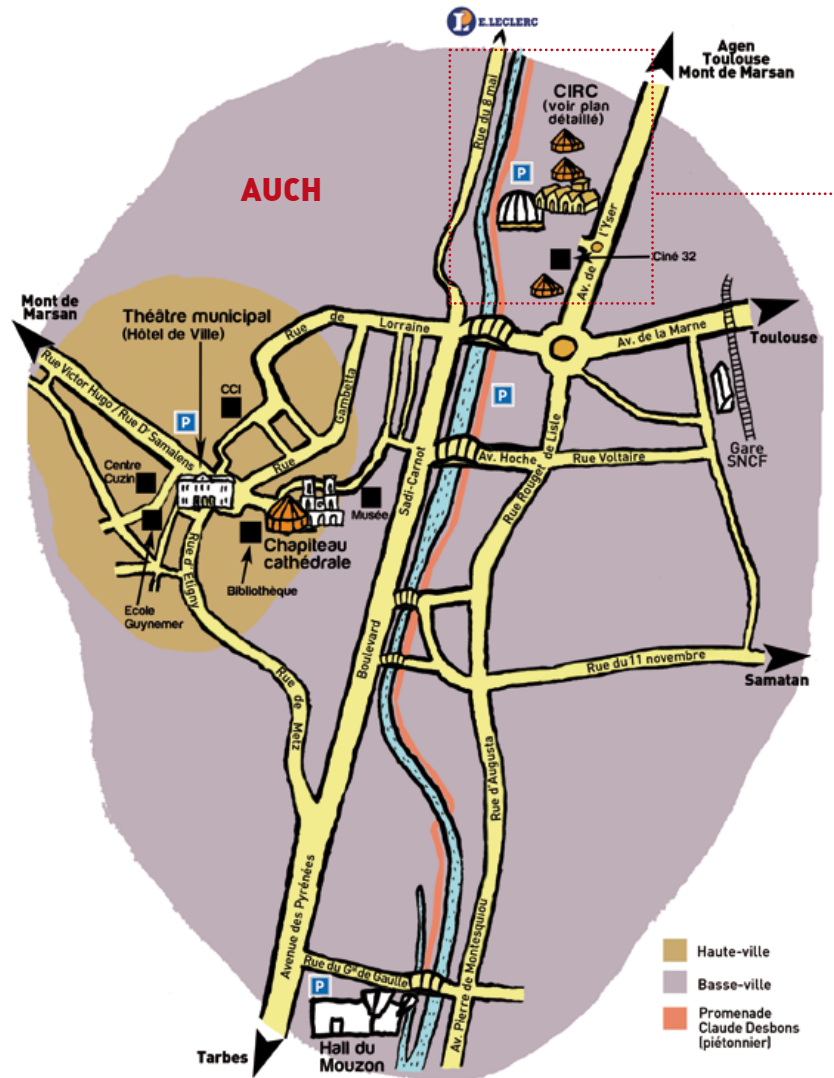 E.LECLERC
Agen
Toulouse
Mont de Marsan
Rue du 8 mai
CIRC
(voir plan
détaillé)
P
AUCH
Av. de l'Yser
Ciné 32
Mont de
Marsan
Théâtre municipal
(Hôtel de Ville)
Rue de Lorraine
Av. de la Marne
Toulouse
Rue Victor Hugo / Rue Dr Samalens
CCI
P
P
Rue Gambetta
Gare
SNCF
Centre
Cuzin
Av. Hoche
Rue Voltaire
Rue Rouget de Lisle
Musée
Chapiteau
cathédrale
Bibliothèque
Ecole
Guynemer
Rue d'Etigny
Boulevard Sadi-Carnot
Rue du 11 novembre
Samatan
Rue de Metz
Rue d'Augusta
Avenue des Pyrénées
Rue du Gal de Gaulle
Av. Pierre de Montesquiou
P
Hall du
Mouzon
Tarbes
Haute-ville
Basse-ville
Promenade
Claude Desbons
(piétonnier)